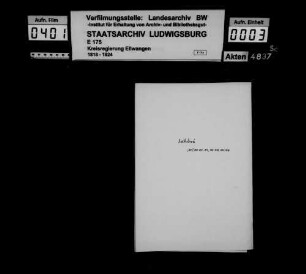 Aufn. Film
0401
Verfilmungsstelle: Landesarchiv BW
-Institut für Erhaltung von Archiv- und Bibliotheksgut-
STAATSARCHIV LUDWIGSBURG
E 175
Kreisregierung Ellwangen
1818 - 1924
Aufn. Einheit
0003
Akten 4897